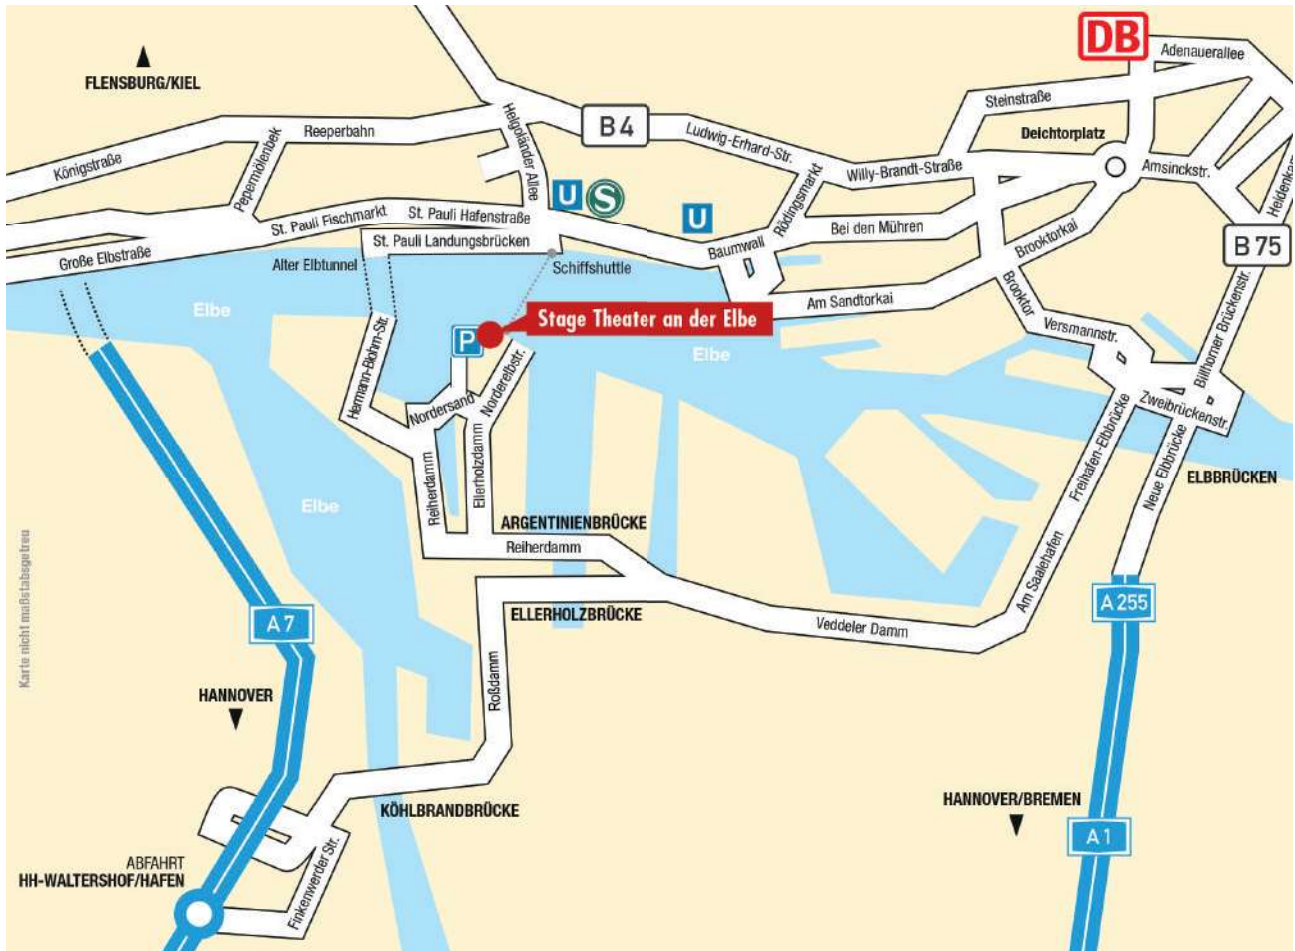 DB
Adenauerallee
FLENSBURG/KIEL
Steinstraße
B 4
Ludwig-Erhard-Str.
Deichtorplatz
Reeperbahn
Helgoländer Allee
Königstraße
Pepermölenbek
Willy-Brandt-Straße
Amsinckstr.
Heidenkam
U
S
U
Rödingsmarkt
St. Pauli Fischmarkt
St. Pauli Hafenstraße
Bei den Mühren
St. Pauli Landungsbrücken
Baumwall
Brooktorkai
B 75
Große Elbstraße
Alter Elbtunnel
Schiffshuttle
Am Sandtorkai
Brooktor
Billhorner Brückenstr.
Elbe
Stage Theater an der Elbe
P
Versmannstr.
Elbe
Hermann-Blohm-Str.
Nordersand
Norderelbstr.
Zweibrückenstr.
Freihafen-Elbbrücke
Neue Elbbrücke
ELBBRÜCKEN
Reiherdamm
Ellerholzdamm
Elbe
ARGENTINIENBRÜCKE
Reiherdamm
Am Saalehafen
Karte nicht maßstabsgetreu
A 7
ELLERHOLZBRÜCKE
A 255
Veddeler Damm
Roßdamm
HANNOVER
KÖHLBRANDBRÜCKE
HANNOVER/BREMEN
A 1
Finkenwerder Str.
ABFAHRT
HH-WALTERSHOF/HAFEN